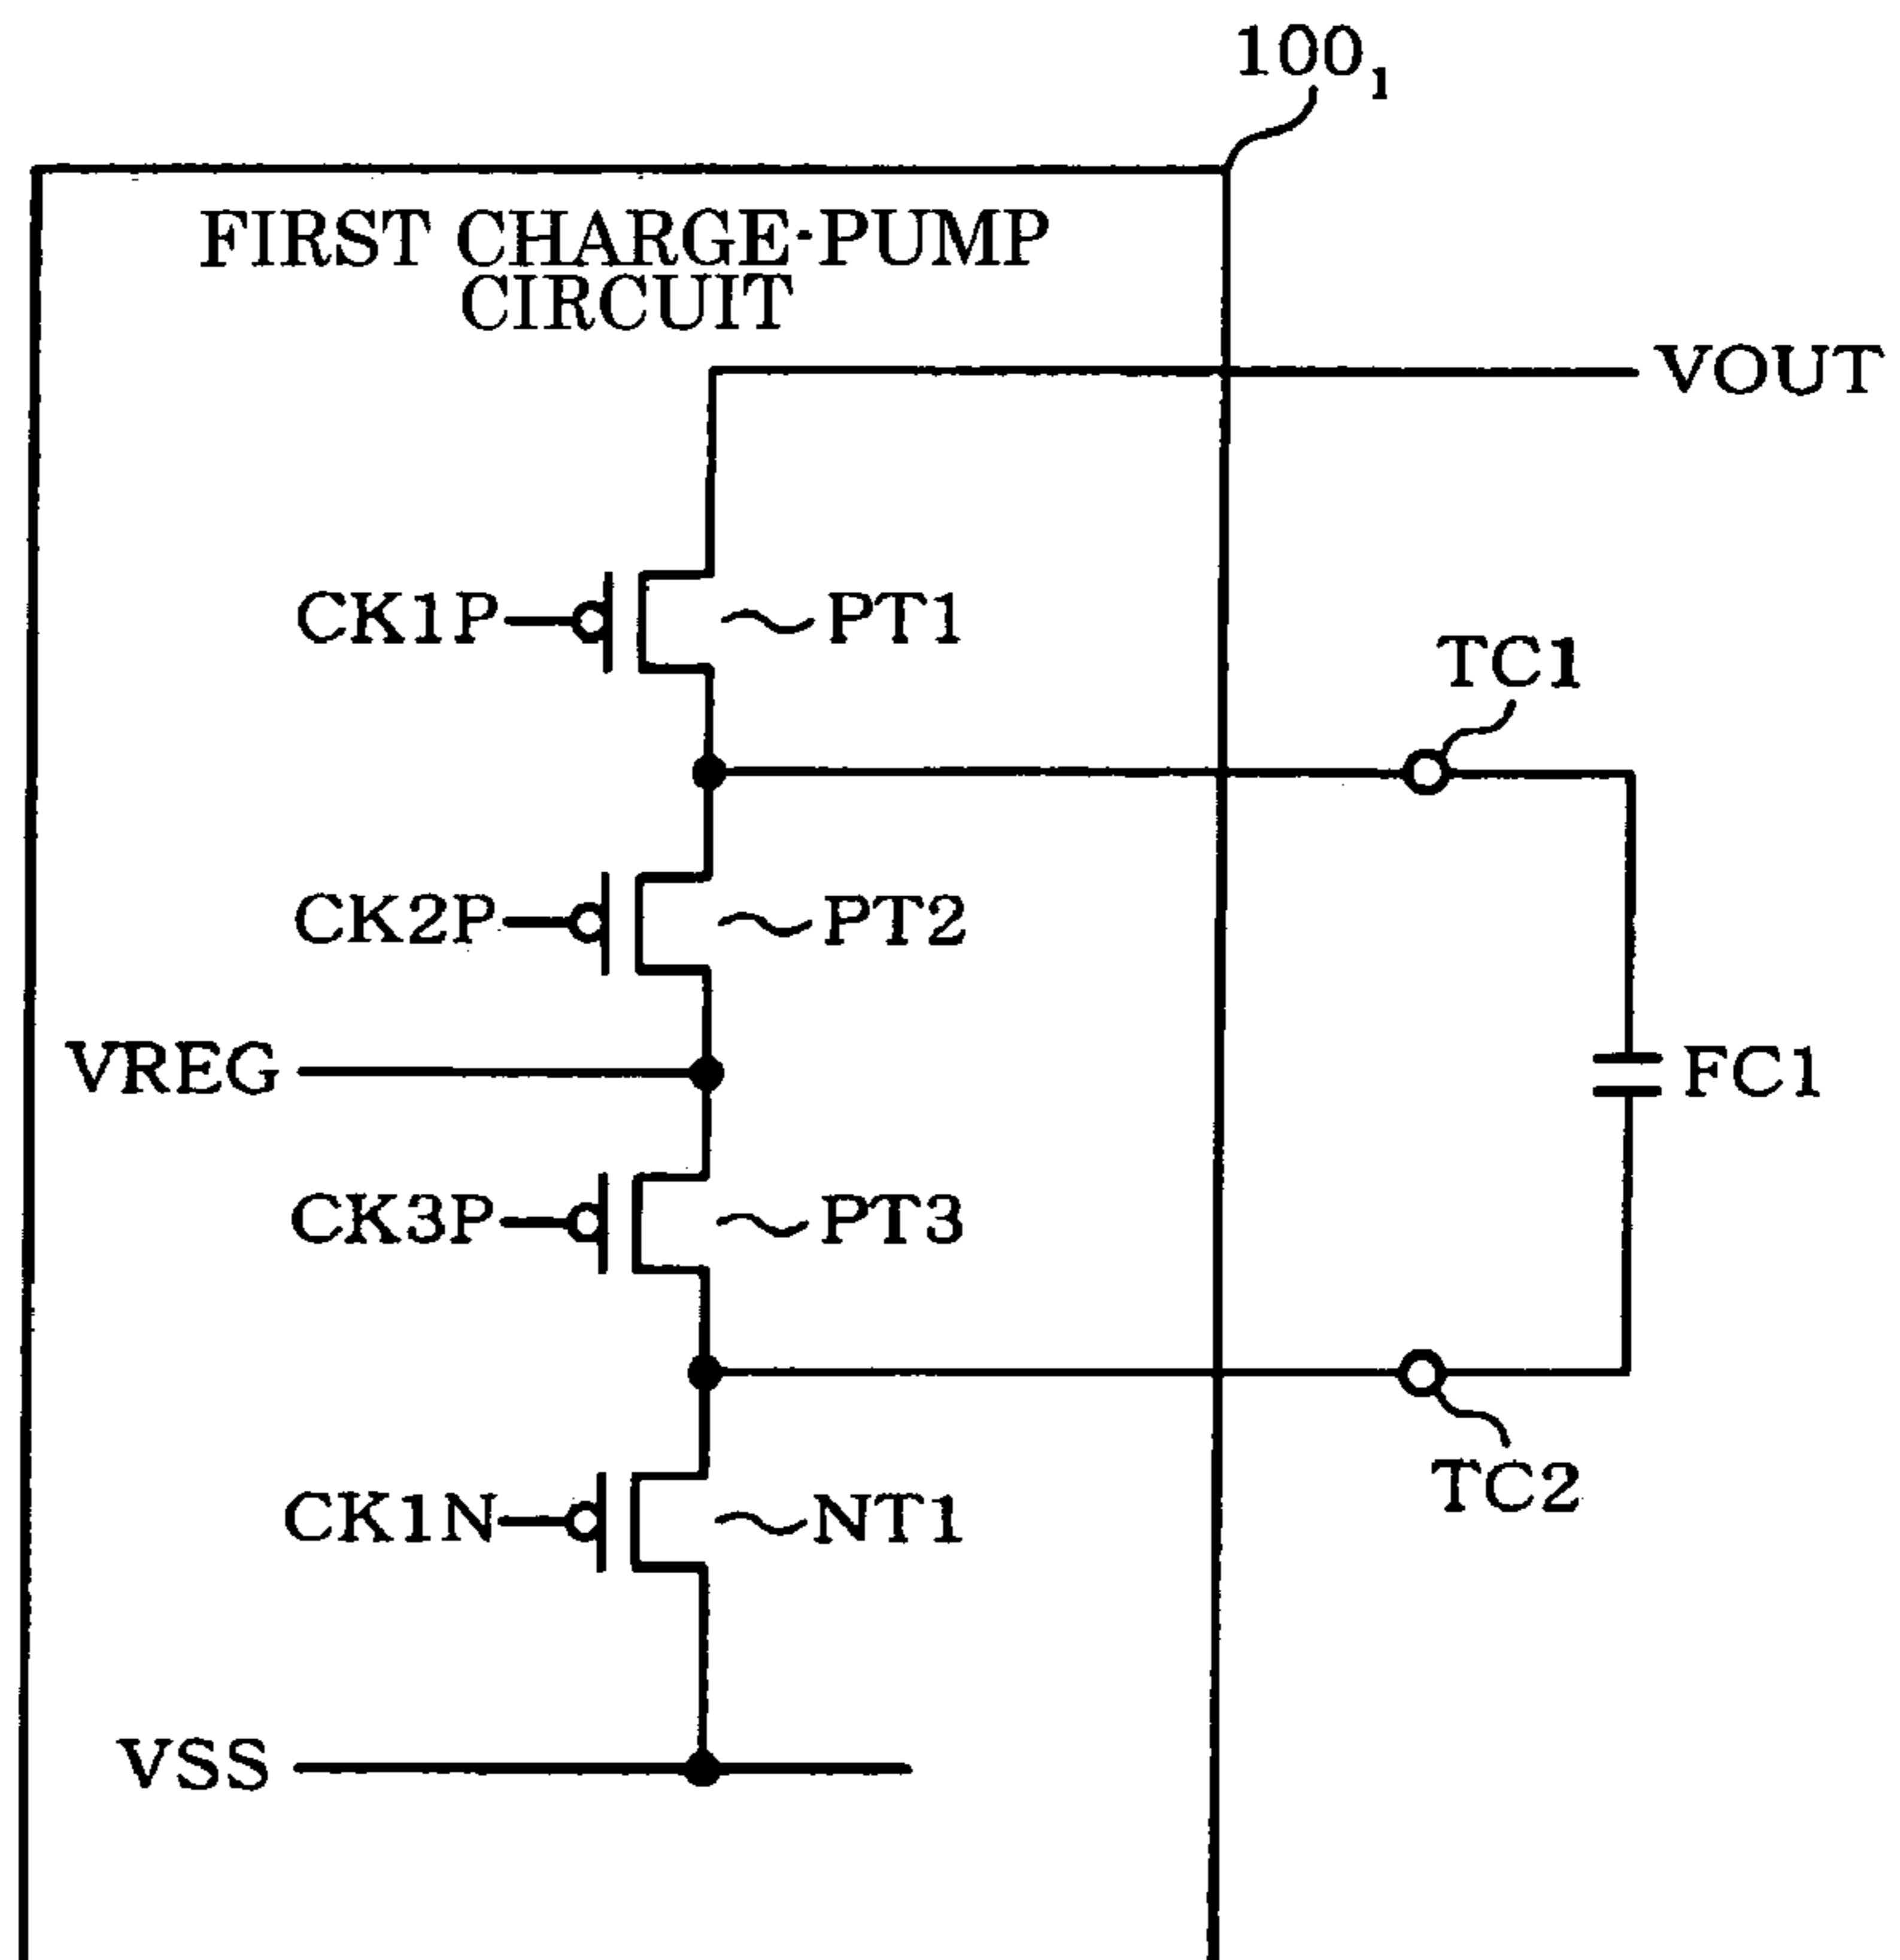 100₁
FIRST CHARGE-PUMP
CIRCUIT
VOUT
CK1P
PT1
TC1
CK2P
PT2
VREG
FC1
CK3P
PT3
TC2
CK1N
NT1
VSS